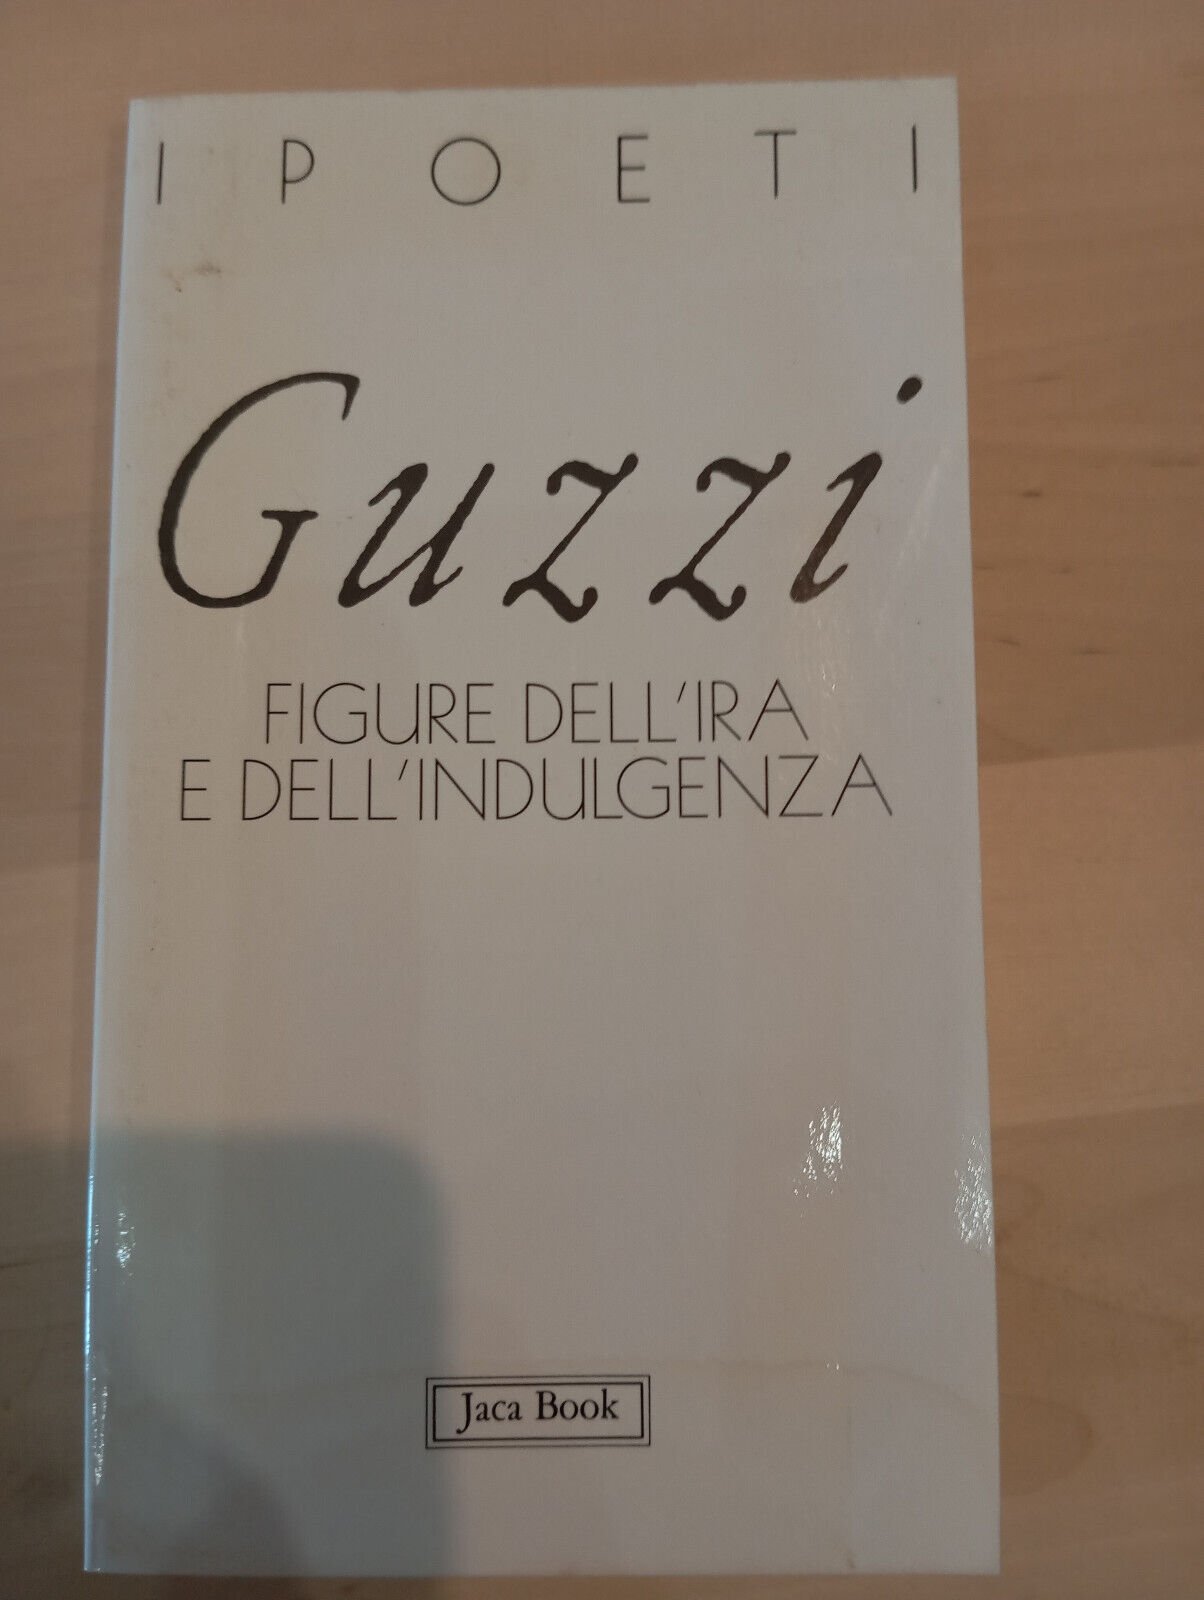 I POETI
Guzzi
FIGURE DELL'IRA
E DELL'INDULGENZA
Jaca Book